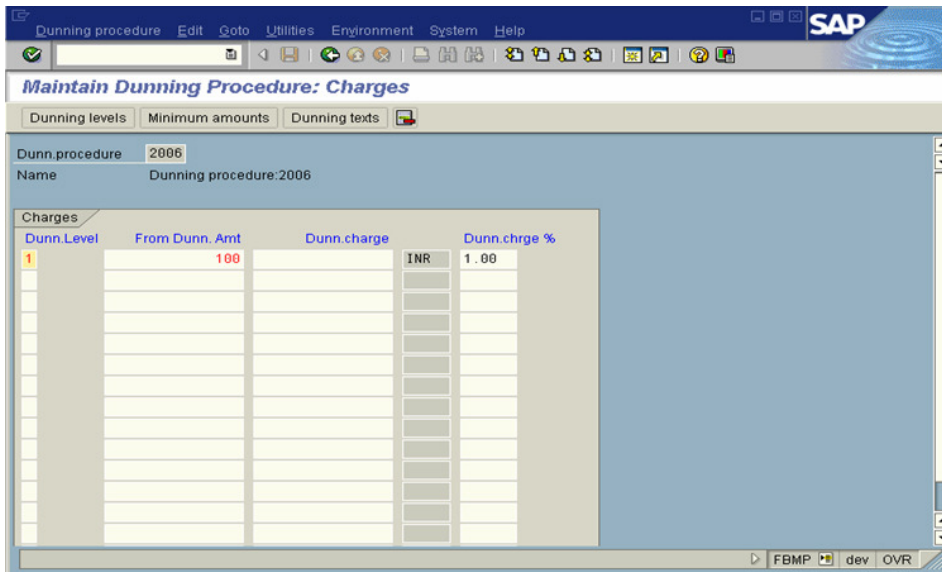 Dunning procedure Edit Goto Utilities Environment System Help
SAP
Maintain Dunning Procedure: Charges
Dunning levels Minimum amounts Dunning texts
Dunn.procedure 2006
Name Dunning procedure:2006
Charges
Dunn.Level From Dunn. Amt Dunn.charge Dunn.chrge %
1 100 INR 1.00
FBMP dev OVR